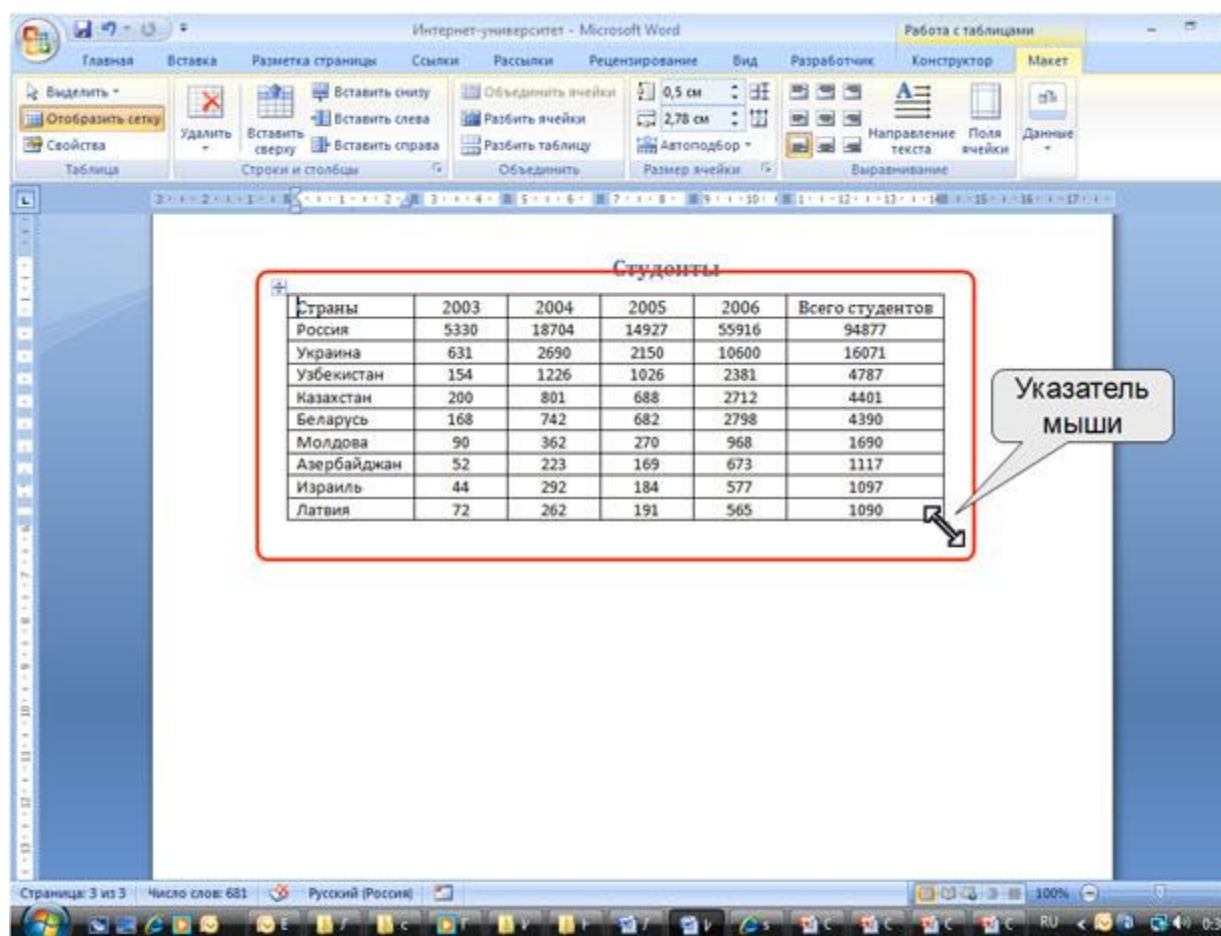 Интернет-университет - Microsoft Word
Работа с таблицами
Главная Вставка Разметка страницы Ссылки Рассылки Рецензирование Вид Разработчик Конструктор Макет
Выделить
Отобразить сетку
Свойства
Таблица
Удалить
Вставить сверху
Вставить снизу
Вставить слева
Вставить справа
Строки и столбцы
Объединить ячейки
Разбить ячейки
Разбить таблицу
Объединить
0,5 см
2,78 см
Автоподбор
Размер ячейки
Направление текста
Поля ячейки
Выравнивание
Данные
Студенты
Страны 2003 2004 2005 2006 Всего студентов
Россия 5330 18704 14927 55916 94877
Украина 631 2690 2150 10600 16071
Узбекистан 154 1226 1026 2381 4787
Казахстан 200 801 688 2712 4401
Беларусь 168 742 682 2798 4390
Молдова 90 362 270 968 1690
Азербайджан 52 223 169 673 1117
Израиль 44 292 184 577 1097
Латвия 72 262 191 565 1090
Указатель
мыши
Страница: 3 из 3 Число слов: 681 Русский (Россия) 100%
RU